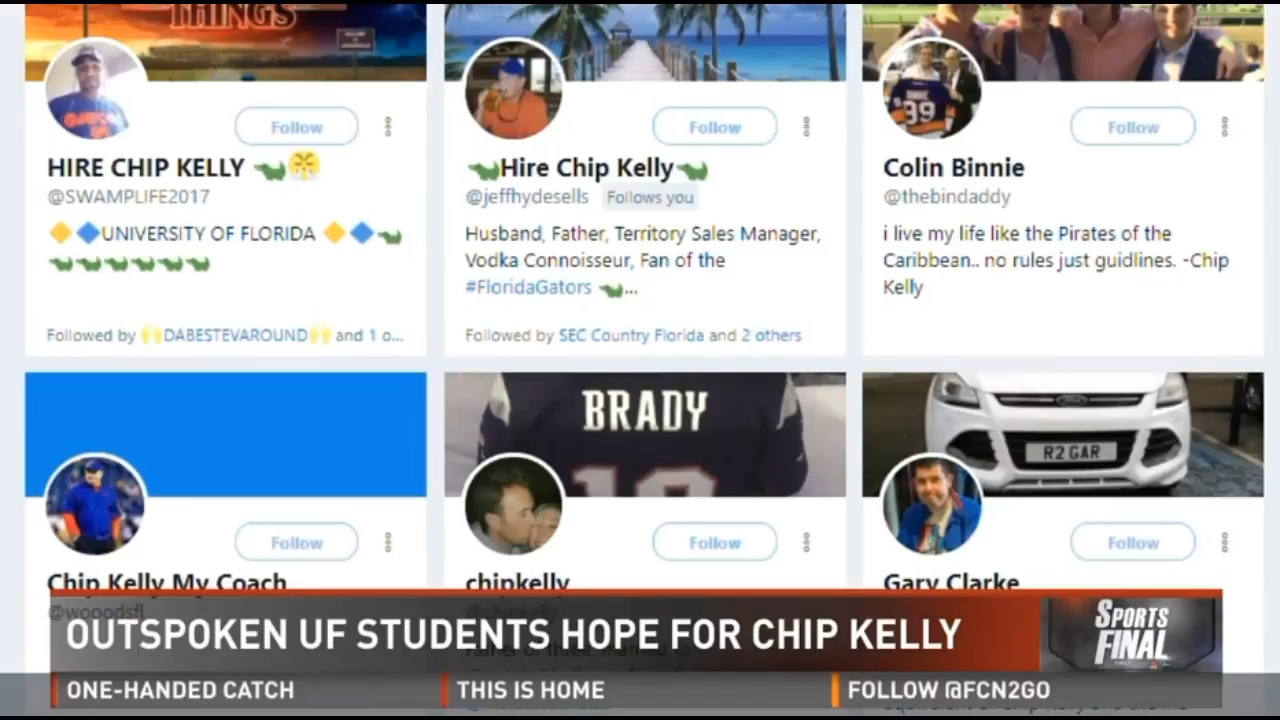 THINGS
Follow
HIRE CHIP KELLY
@SWAMPLIFE2017
UNIVERSITY OF FLORIDA
Followed by DABESTEVAROUND and 1 o...
Follow
Hire Chip Kelly
@jeffhydesells Follows you
Husband, Father, Territory Sales Manager,
Vodka Connoisseur, Fan of the
#FloridaGators ...
Followed by SEC Country Florida and 2 others
BINNIE
99
Follow
Colin Binnie
@thebindaddy
i live my life like the Pirates of the
Caribbean.. no rules just guidlines. -Chip
Kelly
Follow
Chip Kelly My Coach
@wooodsfl
BRADY
Follow
chipkelly
@chipkelly
R2 GAR
Follow
Gary Clarke
OUTSPOKEN UF STUDENTS HOPE FOR CHIP KELLY
SPORTS
FINAL
ONE-HANDED CATCH
THIS IS HOME
FOLLOW @FCN2GO